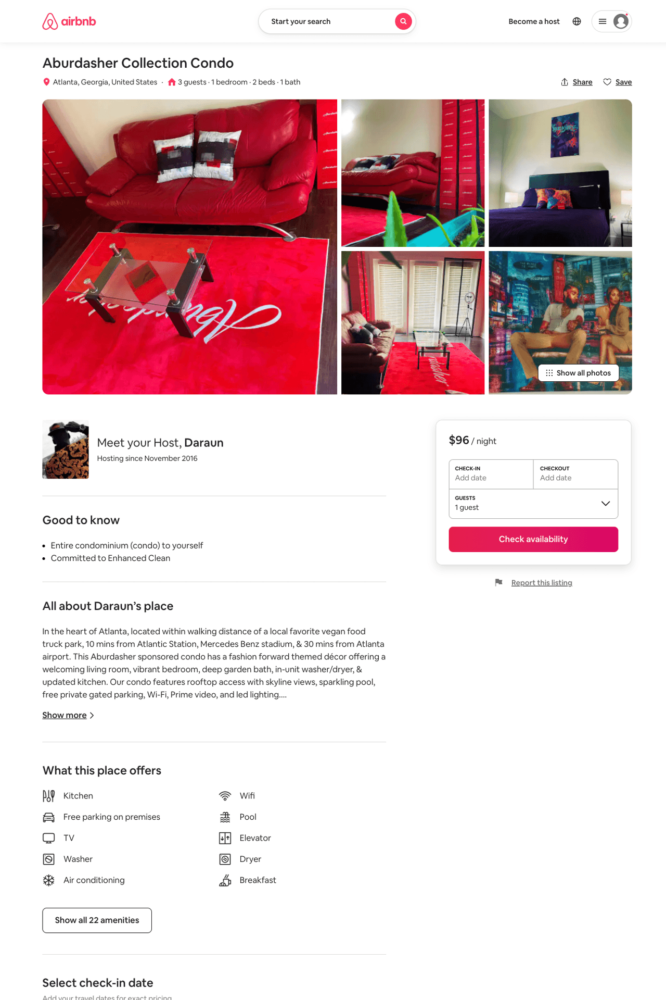 airbnb
Start your search
Become a host
Aburdasher Collection Condo
Atlanta, Georgia, United States · 3 guests · 1 bedroom · 2 beds · 1 bath
Share
Save
Aburdasher
Show all photos
Meet your Host, Daraun
Hosting since November 2016
$96 / night
CHECK-IN
Add date
CHECKOUT
Add date
GUESTS
1 guest
Check availability
Report this listing
Good to know
• Entire condominium (condo) to yourself
• Committed to Enhanced Clean
All about Daraun’s place
In the heart of Atlanta, located within walking distance of a local favorite vegan food
truck park, 10 mins from Atlantic Station, Mercedes Benz stadium, & 30 mins from Atlanta
airport. This Aburdasher sponsored condo has a fashion forward themed décor offering a
welcoming living room, vibrant bedroom, deep garden bath, in-unit washer/dryer, &
updated kitchen. Our condo features rooftop access with skyline views, sparkling pool,
free private gated parking, Wi-Fi, Prime video, and led lighting....
Show more
What this place offers
Kitchen
Wifi
Free parking on premises
Pool
TV
Elevator
Washer
Dryer
Air conditioning
Breakfast
Show all 22 amenities
Select check-in date
Add your travel dates for exact pricing